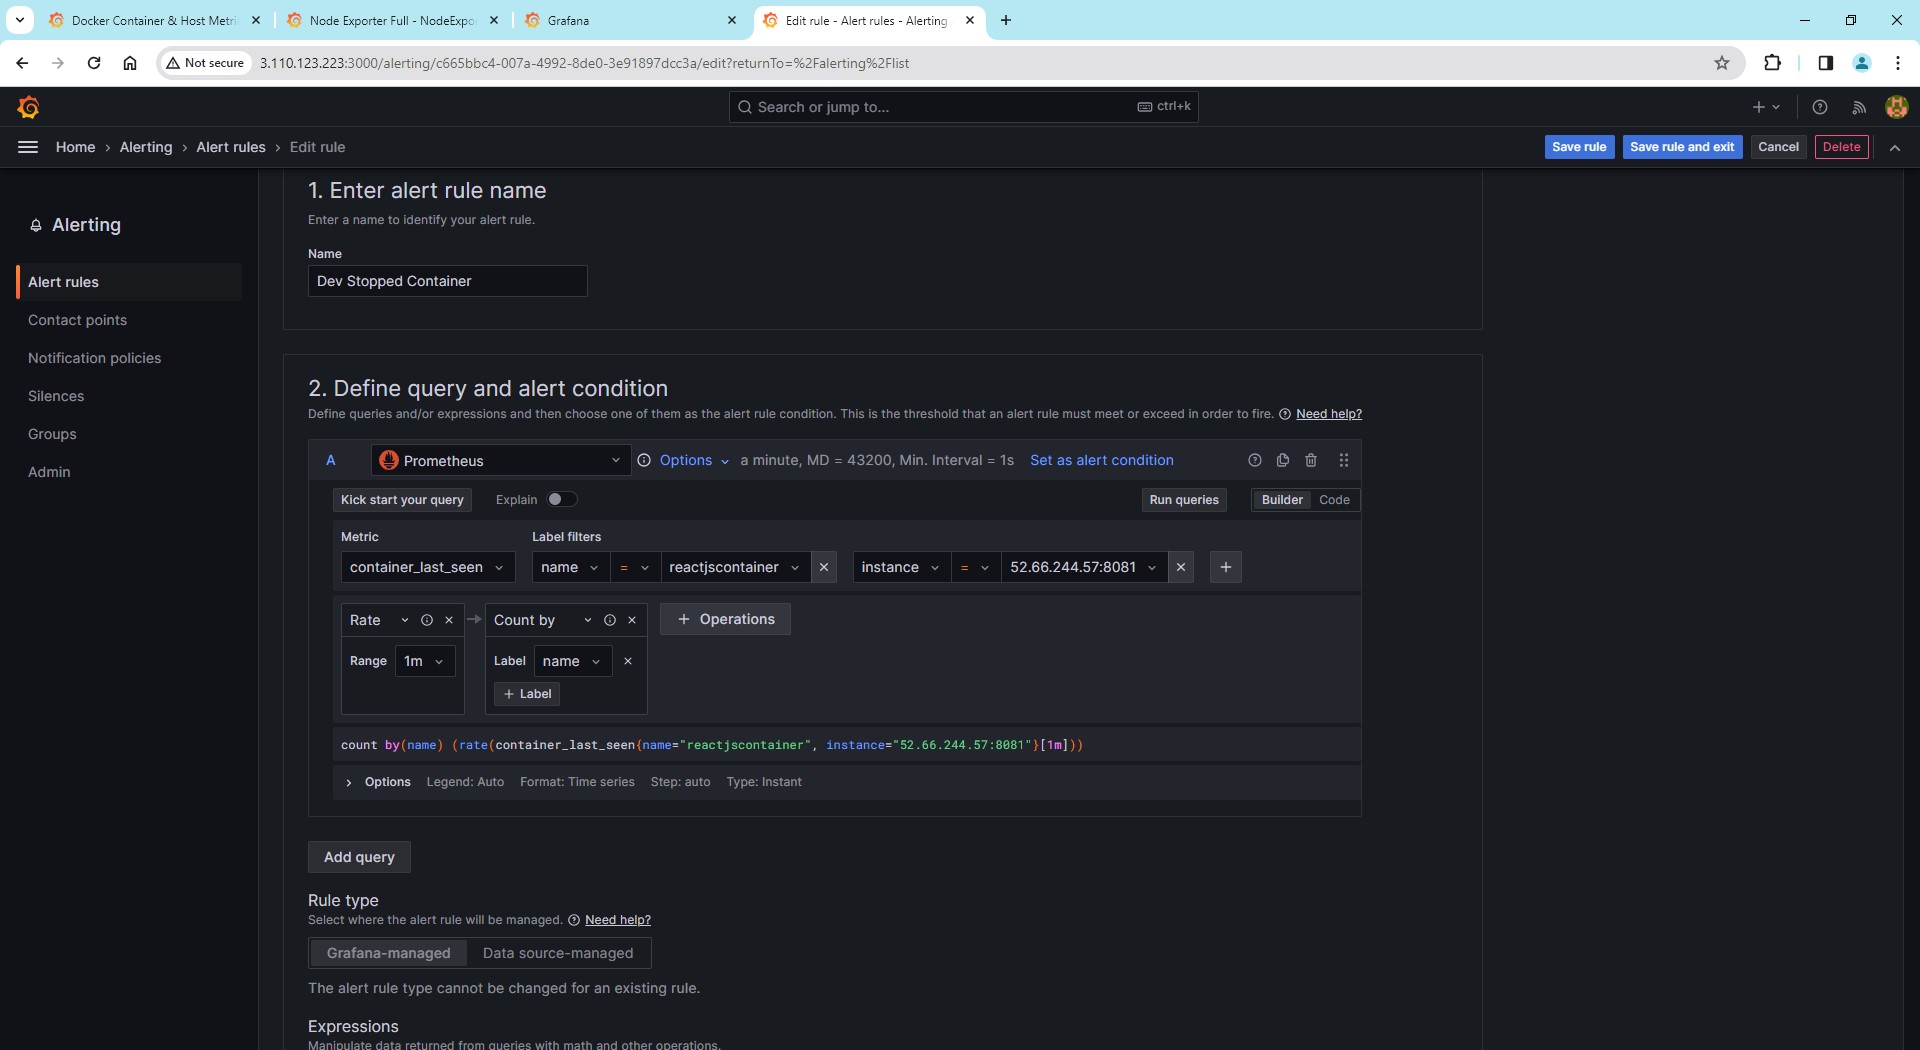 Docker Container & Host Metri
Node Exporter Full - NodeExpo
Grafana
Edit rule - Alert rules - Alerting
Not secure
3.110.123.223:3000/alerting/c665bbc4-007a-4992-8de0-3e91897dcc3a/edit?returnTo=%2Falerting%2Flist
Search or jump to...
ctrl+k
Home › Alerting › Alert rules › Edit rule
Save rule
Save rule and exit
Cancel
Delete
Alerting
Alert rules
Contact points
Notification policies
Silences
Groups
Admin
1. Enter alert rule name
Enter a name to identify your alert rule.
Name
Dev Stopped Container
2. Define query and alert condition
Define queries and/or expressions and then choose one of them as the alert rule condition. This is the threshold that an alert rule must meet or exceed in order to fire. Need help?
A Prometheus Options a minute, MD = 43200, Min. Interval = 1s Set as alert condition
Kick start your query Explain Run queries Builder Code
Metric Label filters
container_last_seen name = reactjscontainer instance = 52.66.244.57:8081 +
Rate Count by + Operations
Range 1m Label name
+ Label
count by(name) (rate(container_last_seen{name="reactjscontainer", instance="52.66.244.57:8081"}[1m]))
Options Legend: Auto Format: Time series Step: auto Type: Instant
Add query
Rule type
Select where the alert rule will be managed. Need help?
Grafana-managed Data source-managed
The alert rule type cannot be changed for an existing rule.
Expressions
Manipulate data returned from queries with math and other operations.